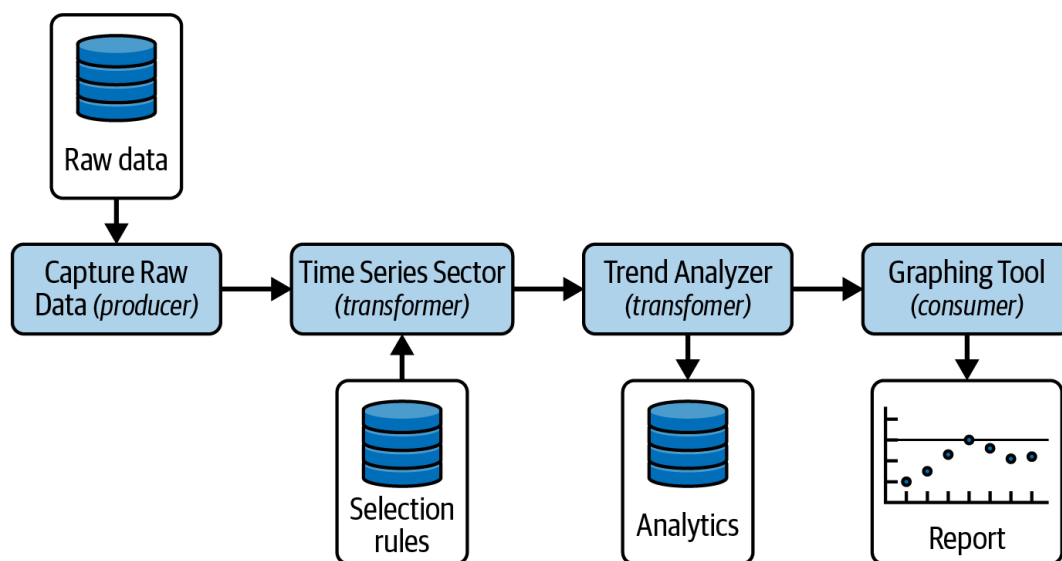 Raw data
Capture Raw
Data (producer)
Time Series Sector
(transformer)
Trend Analyzer
(transfomer)
Graphing Tool
(consumer)
Selection
rules
Analytics
Report